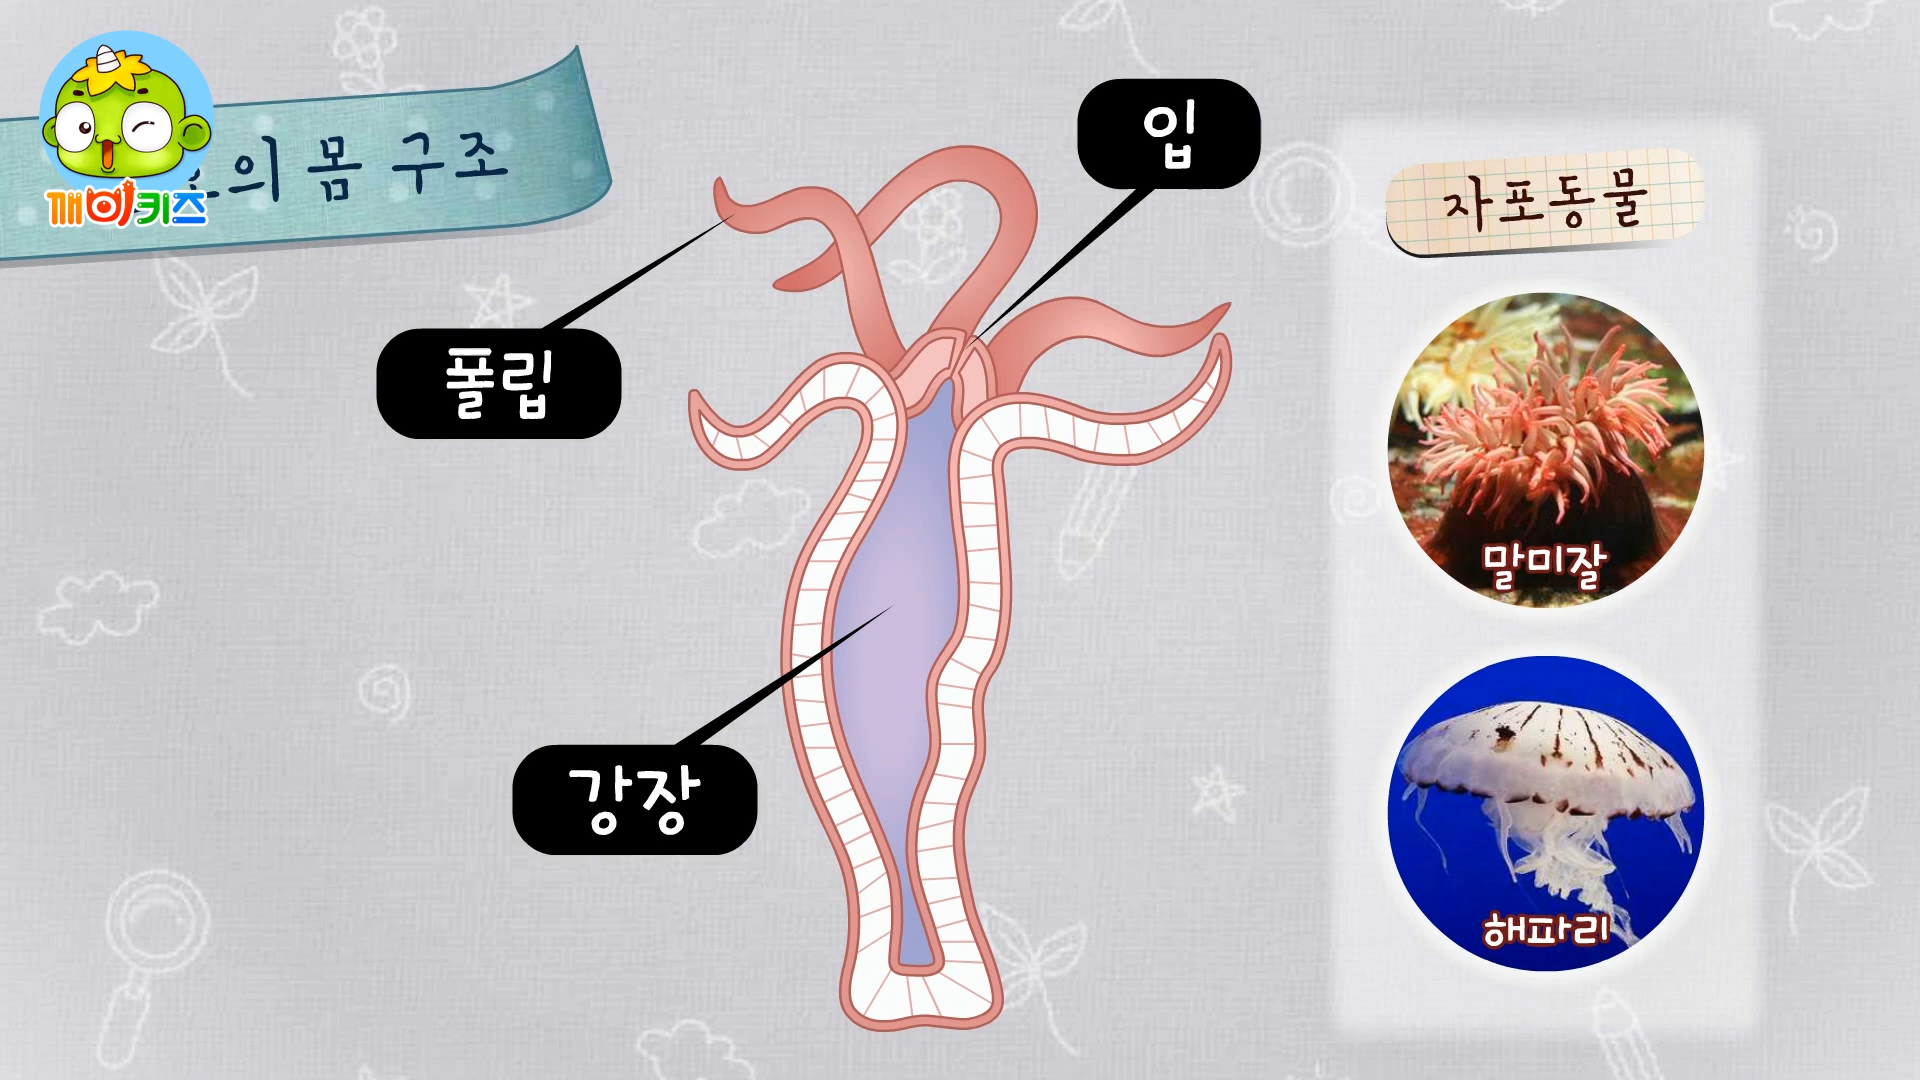 의 몸 구조
깨비키즈
입
폴립
강장
자포동물
말미잘
해파리